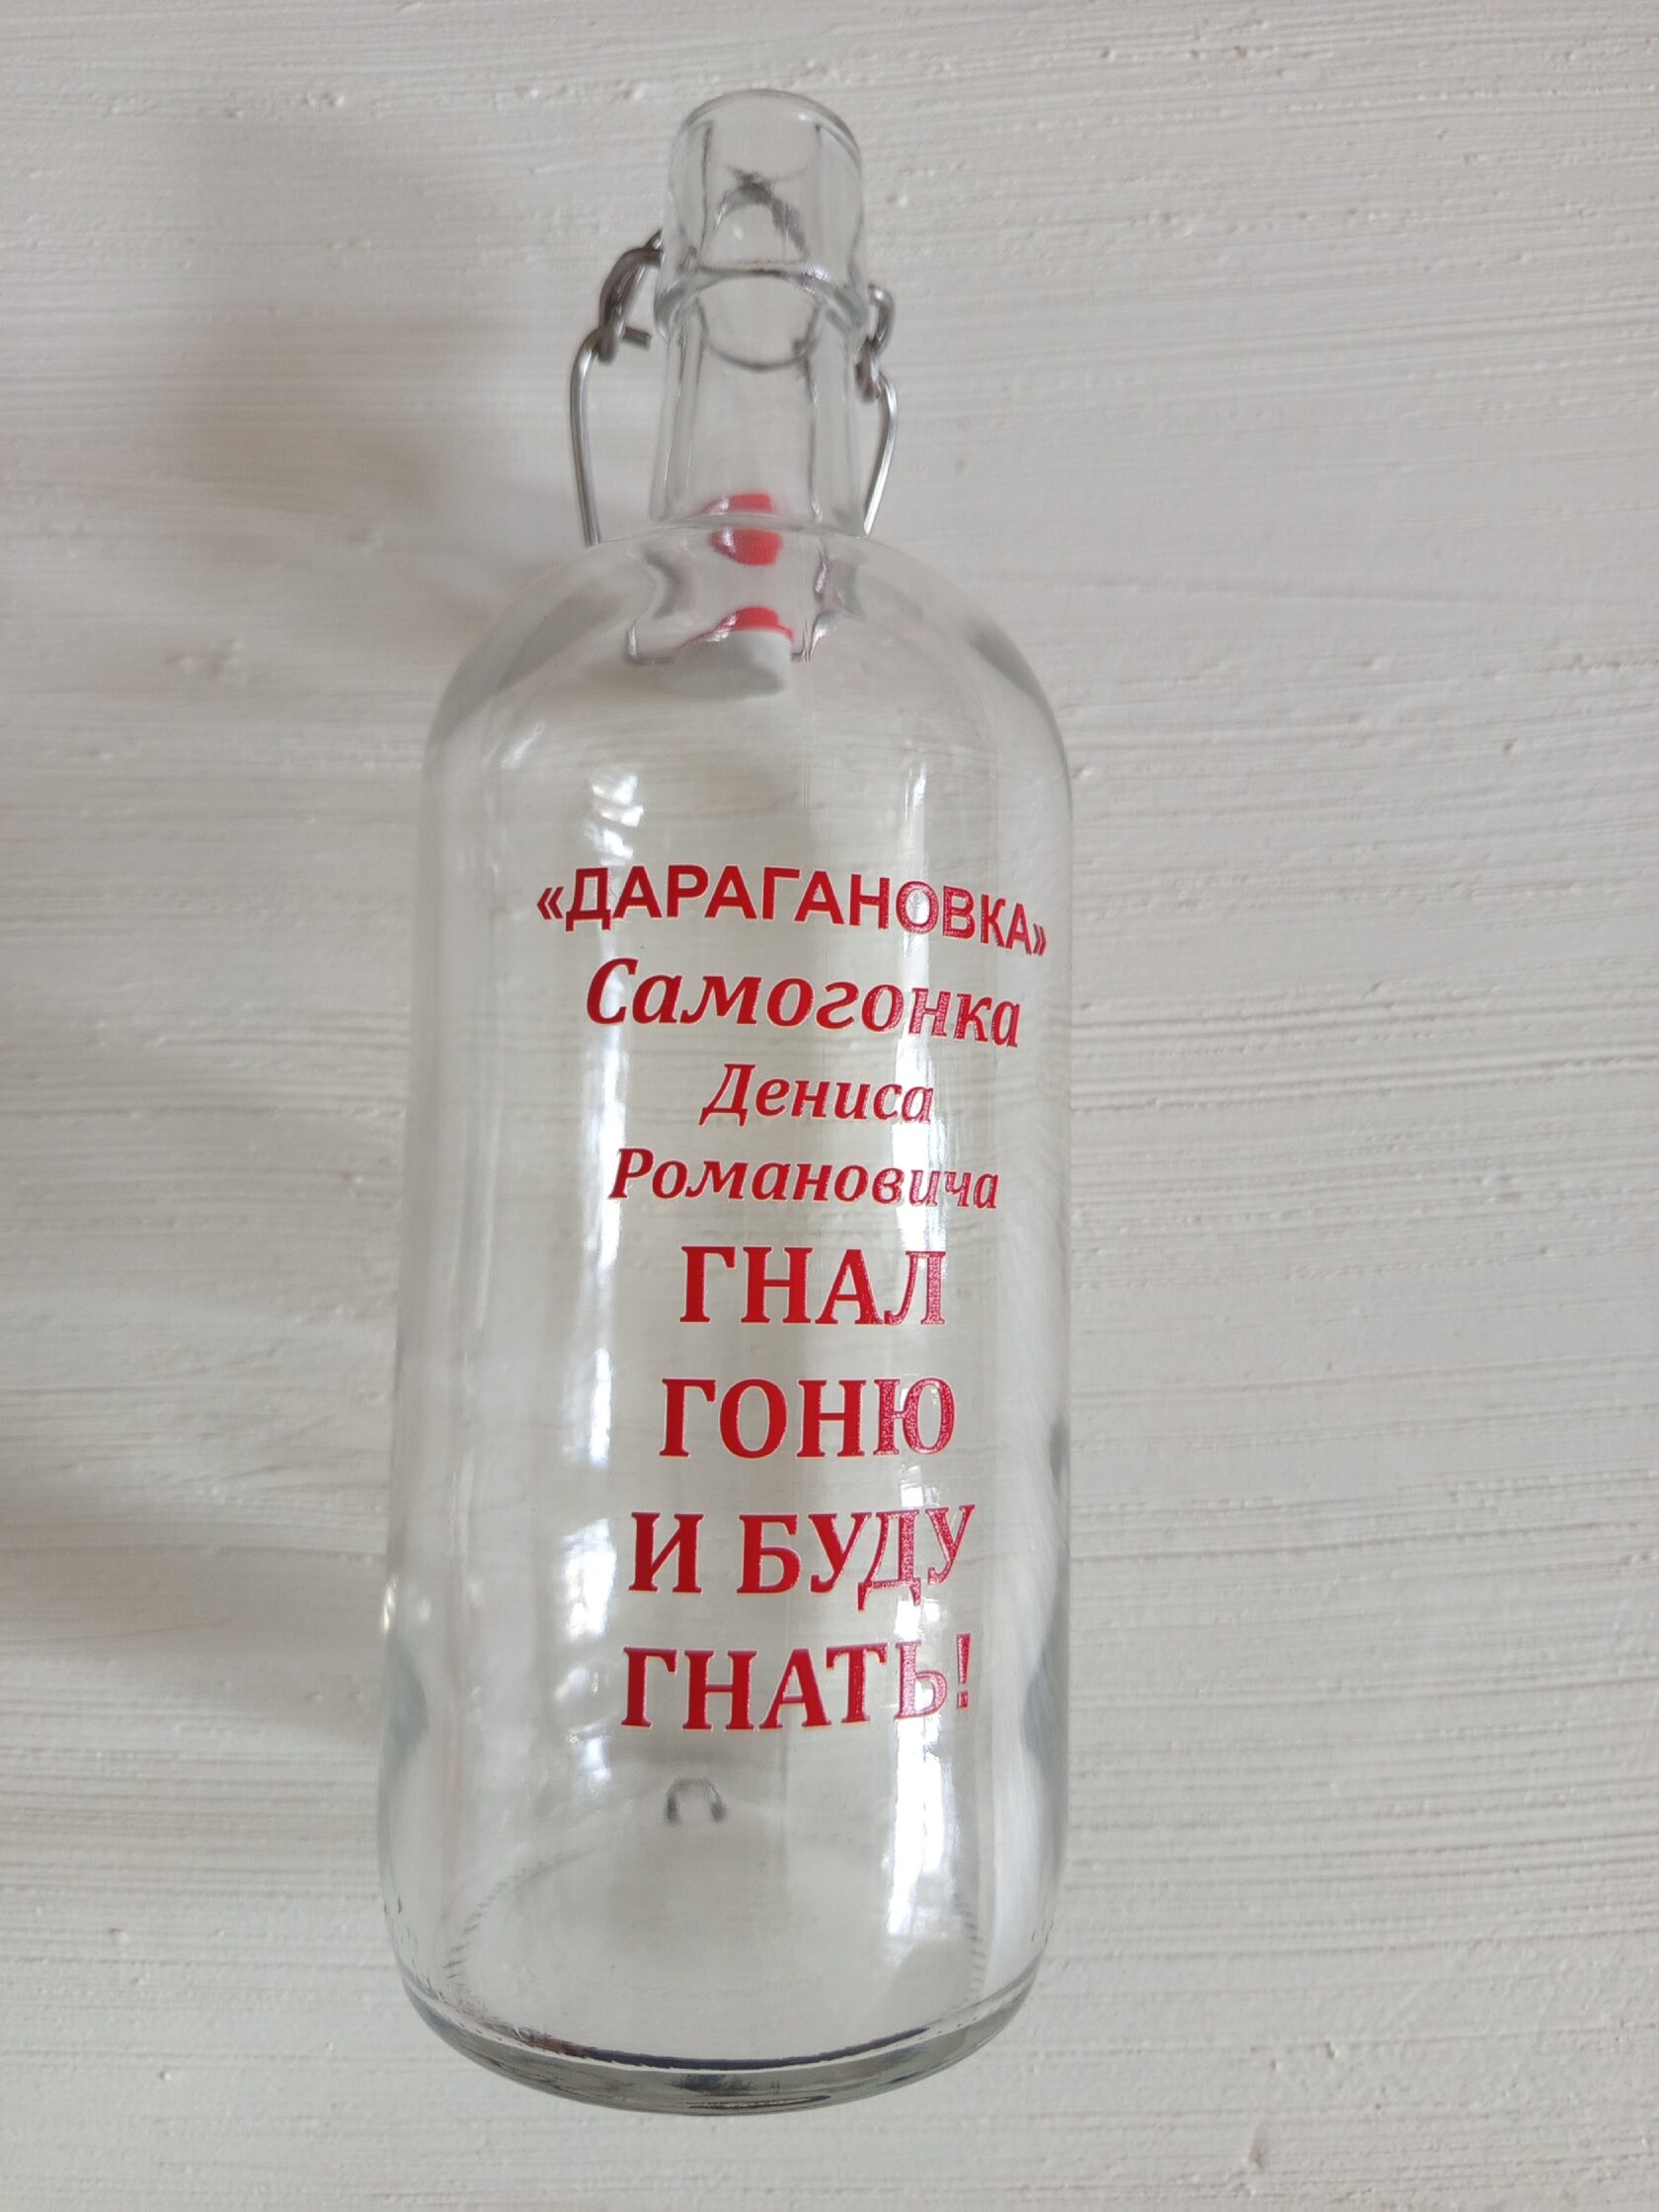 «ДАРАГАНОВКА»
Самогонка
Дениса
Романовича
ГНАЛ
ГОНЮ
И БУДУ
ГНАТЬ!